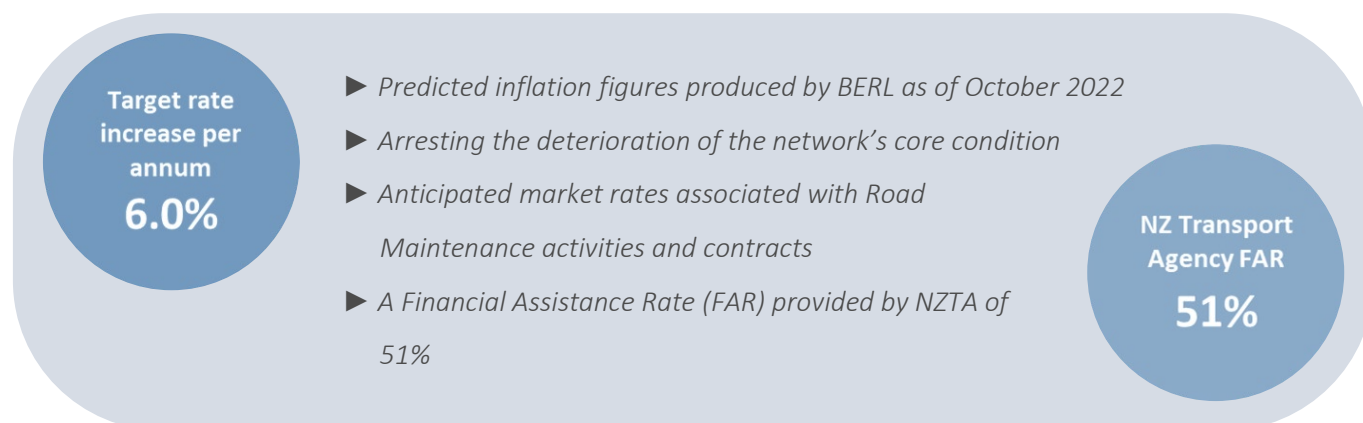 Target rate
increase per
annum
6.0%
► Predicted inflation figures produced by BERL as of October 2022
► Arresting the deterioration of the network’s core condition
► Anticipated market rates associated with Road
Maintenance activities and contracts
► A Financial Assistance Rate (FAR) provided by NZTA of
51%
NZ Transport
Agency FAR
51%